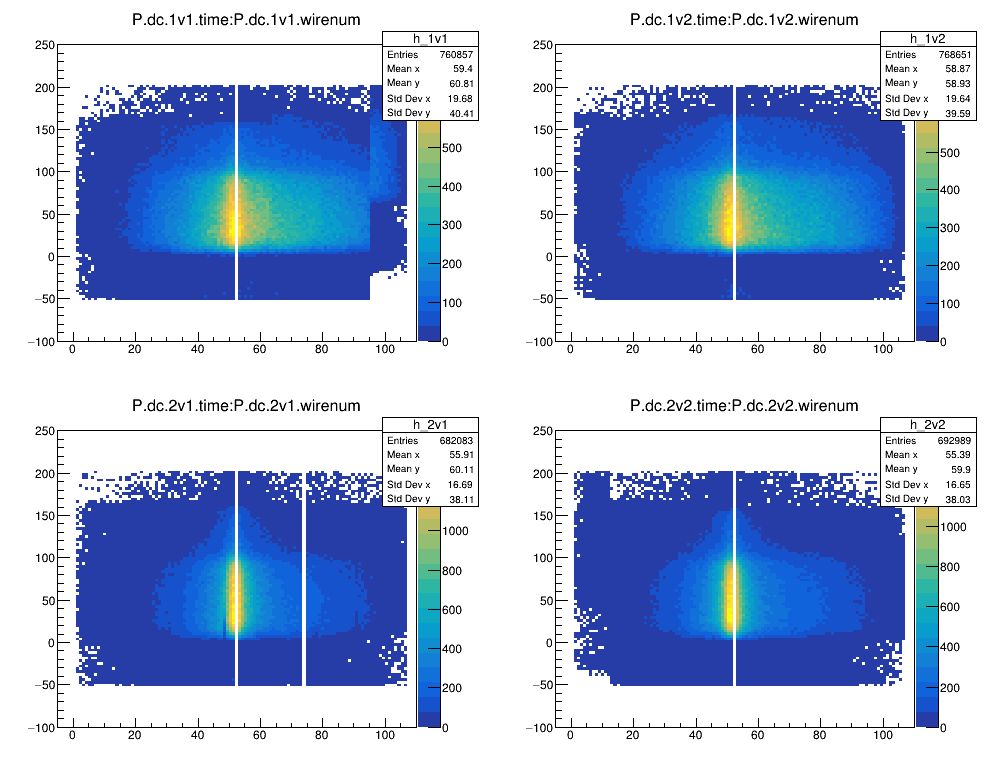 P.dc.1v1.time:P.dc.1v1.wirenum
h_1v1
Entries 760857
Mean x 59.4
Mean y 60.81
Std Dev x 19.68
Std Dev y 40.41
250
200
150
100
50
0
−50
−100
0 20 40 60 80 100
500
400
300
200
100
0
P.dc.1v2.time:P.dc.1v2.wirenum
h_1v2
Entries 768651
Mean x 58.87
Mean y 58.93
Std Dev x 19.64
Std Dev y 39.59
250
200
150
100
50
0
−50
−100
0 20 40 60 80 100
500
400
300
200
100
0
P.dc.2v1.time:P.dc.2v1.wirenum
h_2v1
Entries 682083
Mean x 55.91
Mean y 60.11
Std Dev x 16.69
Std Dev y 38.11
250
200
150
100
50
0
−50
−100
0 20 40 60 80 100
1000
800
600
400
200
0
P.dc.2v2.time:P.dc.2v2.wirenum
h_2v2
Entries 692989
Mean x 55.39
Mean y 59.9
Std Dev x 16.65
Std Dev y 38.03
250
200
150
100
50
0
−50
−100
0 20 40 60 80 100
1000
800
600
400
200
0